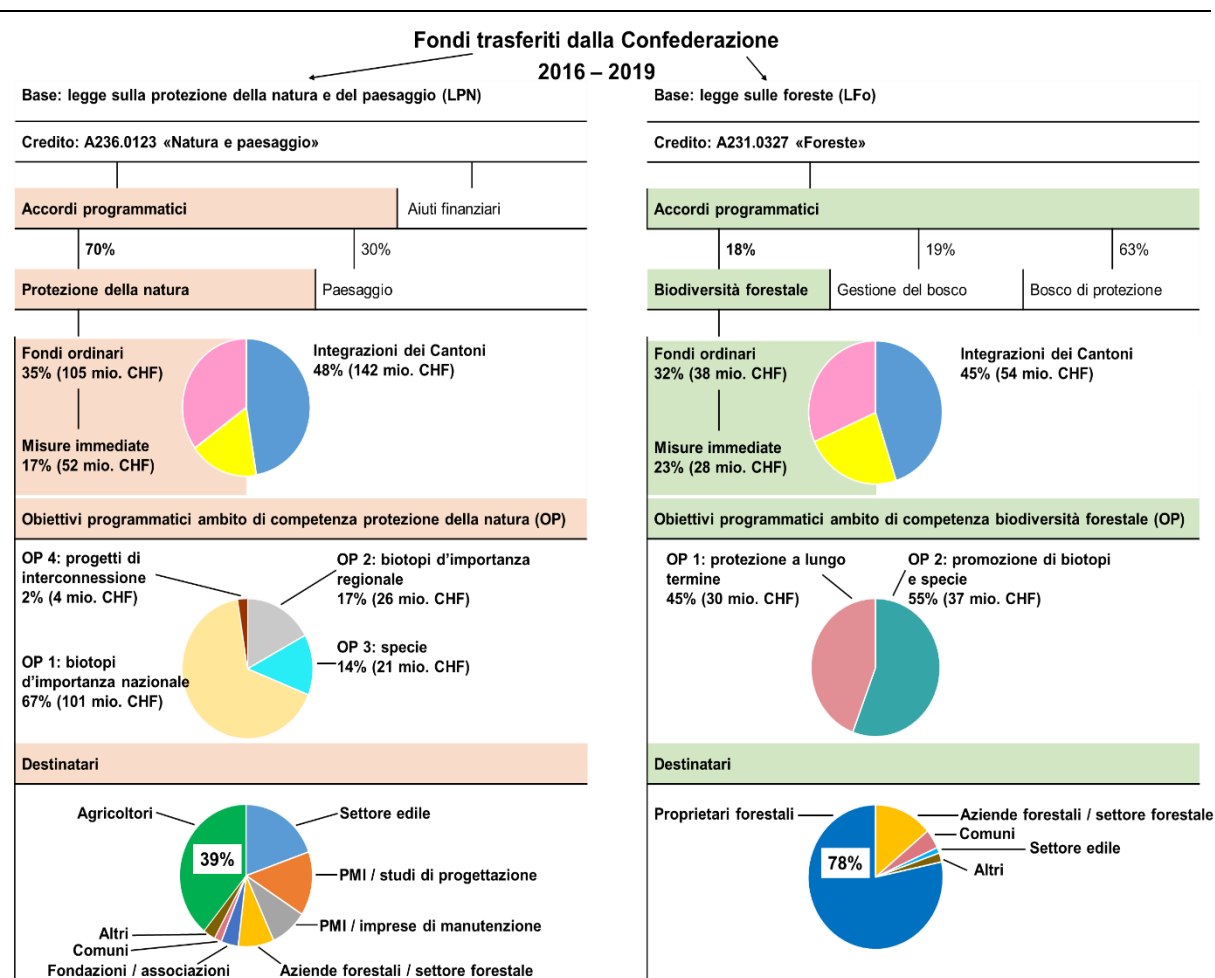 Fondi trasferiti dalla Confederazione
2016 – 2019
Base: legge sulla protezione della natura e del paesaggio (LPN)
Credito: A236.0123 «Natura e paesaggio»
Accordi programmatici
Aiuti finanziari
70%
30%
Protezione della natura
Paesaggio
Fondi ordinari
35% (105 mio. CHF)
Integrazioni dei Cantoni
48% (142 mio. CHF)
Misure immediate
17% (52 mio. CHF)
Obiettivi programmatici ambito di competenza protezione della natura (OP)
OP 4: progetti di
interconnessione
2% (4 mio. CHF)
OP 2: biotopi d’importanza
regionale
17% (26 mio. CHF)
OP 3: specie
14% (21 mio. CHF)
OP 1: biotopi
d’importanza nazionale
67% (101 mio. CHF)
Destinatari
Agricoltori
Settore edile
39%
PMI / studi di progettazione
PMI / imprese di manutenzione
Altri
Comuni
Fondazioni / associazioni
Aziende forestali / settore forestale
Base: legge sulle foreste (LFo)
Credito: A231.0327 «Foreste»
Accordi programmatici
18%
19%
63%
Biodiversità forestale
Gestione del bosco
Bosco di protezione
Fondi ordinari
32% (38 mio. CHF)
Integrazioni dei Cantoni
45% (54 mio. CHF)
Misure immediate
23% (28 mio. CHF)
Obiettivi programmatici ambito di competenza biodiversità forestale (OP)
OP 1: protezione a lungo
termine
45% (30 mio. CHF)
OP 2: promozione di biotopi
e specie
55% (37 mio. CHF)
Destinatari
Proprietari forestali
Aziende forestali / settore forestale
Comuni
Settore edile
Altri
78%